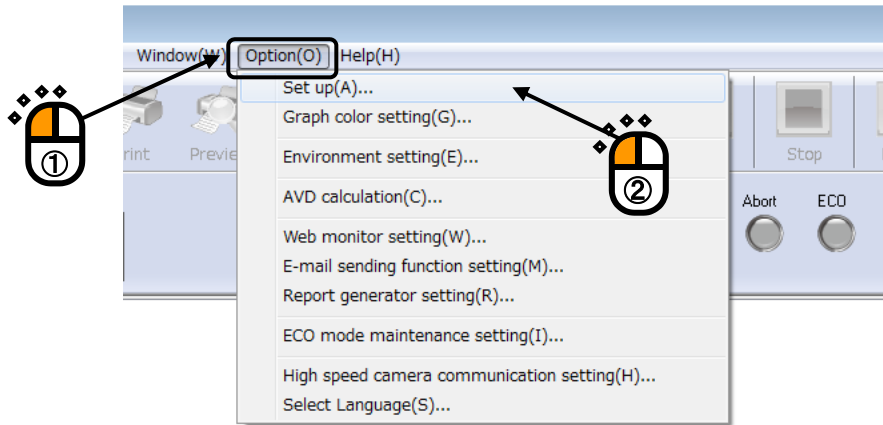 Window(W) Option(O) Help(H)
Set up(A)...
Graph color setting(G)...
Environment setting(E)...
AVD calculation(C)...
Web monitor setting(W)...
E-mail sending function setting(M)...
Report generator setting(R)...
ECO mode maintenance setting(I)...
High speed camera communication setting(H)...
Select Language(S)...
rint Previe
Stop
Abort ECO
①
②